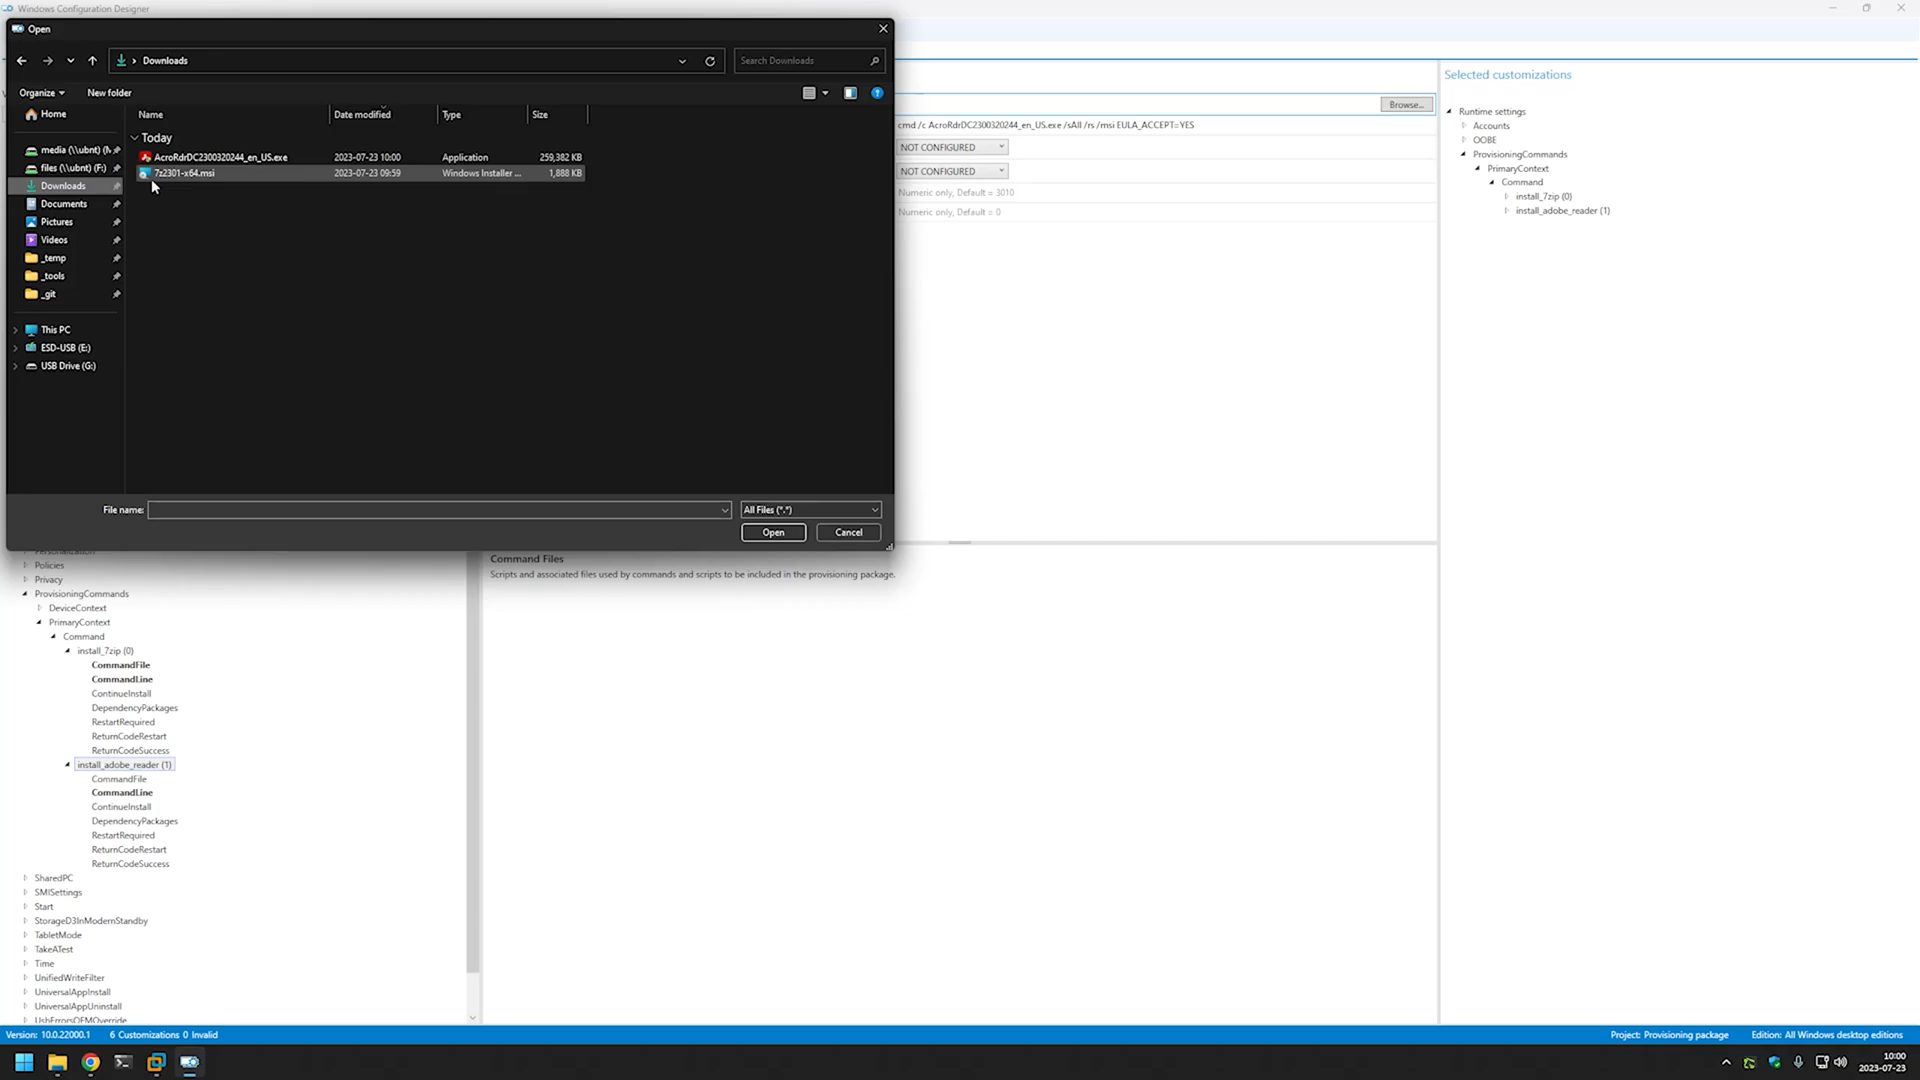 Windows Configuration Designer
Open
Downloads
Search Downloads
Organize
New folder
Home
media (\\ubnt) (M
files (\\ubnt) (F:)
Downloads
Documents
Pictures
Videos
_temp
_tools
_git
This PC
ESD-USB (E:)
USB Drive (G:)
Name
Date modified
Type
Size
Today
AcroRdrDC2300320244_en_US.exe 2023-07-23 10:00 Application 259,382 KB
7z2301-x64.msi 2023-07-23 09:59 Windows Installer ... 1,888 KB
File name:
All Files (*.*)
Open
Cancel
Browse...
cmd /c AcroRdrDC2300320244_en_US.exe /sAll /rs /msi EULA_ACCEPT=YES
NOT CONFIGURED
NOT CONFIGURED
Numeric only, Default = 3010
Numeric only, Default = 0
Selected customizations
Runtime settings
Accounts
OOBE
ProvisioningCommands
PrimaryContext
Command
install_7zip (0)
install_adobe_reader (1)
Personalization
Policies
Privacy
ProvisioningCommands
DeviceContext
PrimaryContext
Command
install_7zip (0)
CommandFile
CommandLine
ContinueInstall
DependencyPackages
RestartRequired
ReturnCodeRestart
ReturnCodeSuccess
install_adobe_reader (1)
CommandFile
CommandLine
ContinueInstall
DependencyPackages
RestartRequired
ReturnCodeRestart
ReturnCodeSuccess
SharedPC
SMISettings
Start
StorageD3InModernStandby
TabletMode
TakeATest
Time
UnifiedWriteFilter
UniversalAppInstall
UniversalAppUninstall
UsbErrorsOEMOverride
Command Files
Scripts and associated files used by commands and scripts to be included in the provisioning package.
Version: 10.0.22000.1 6 Customizations 0 Invalid
Project: Provisioning package Edition: All Windows desktop editions
10:00
2023-07-23